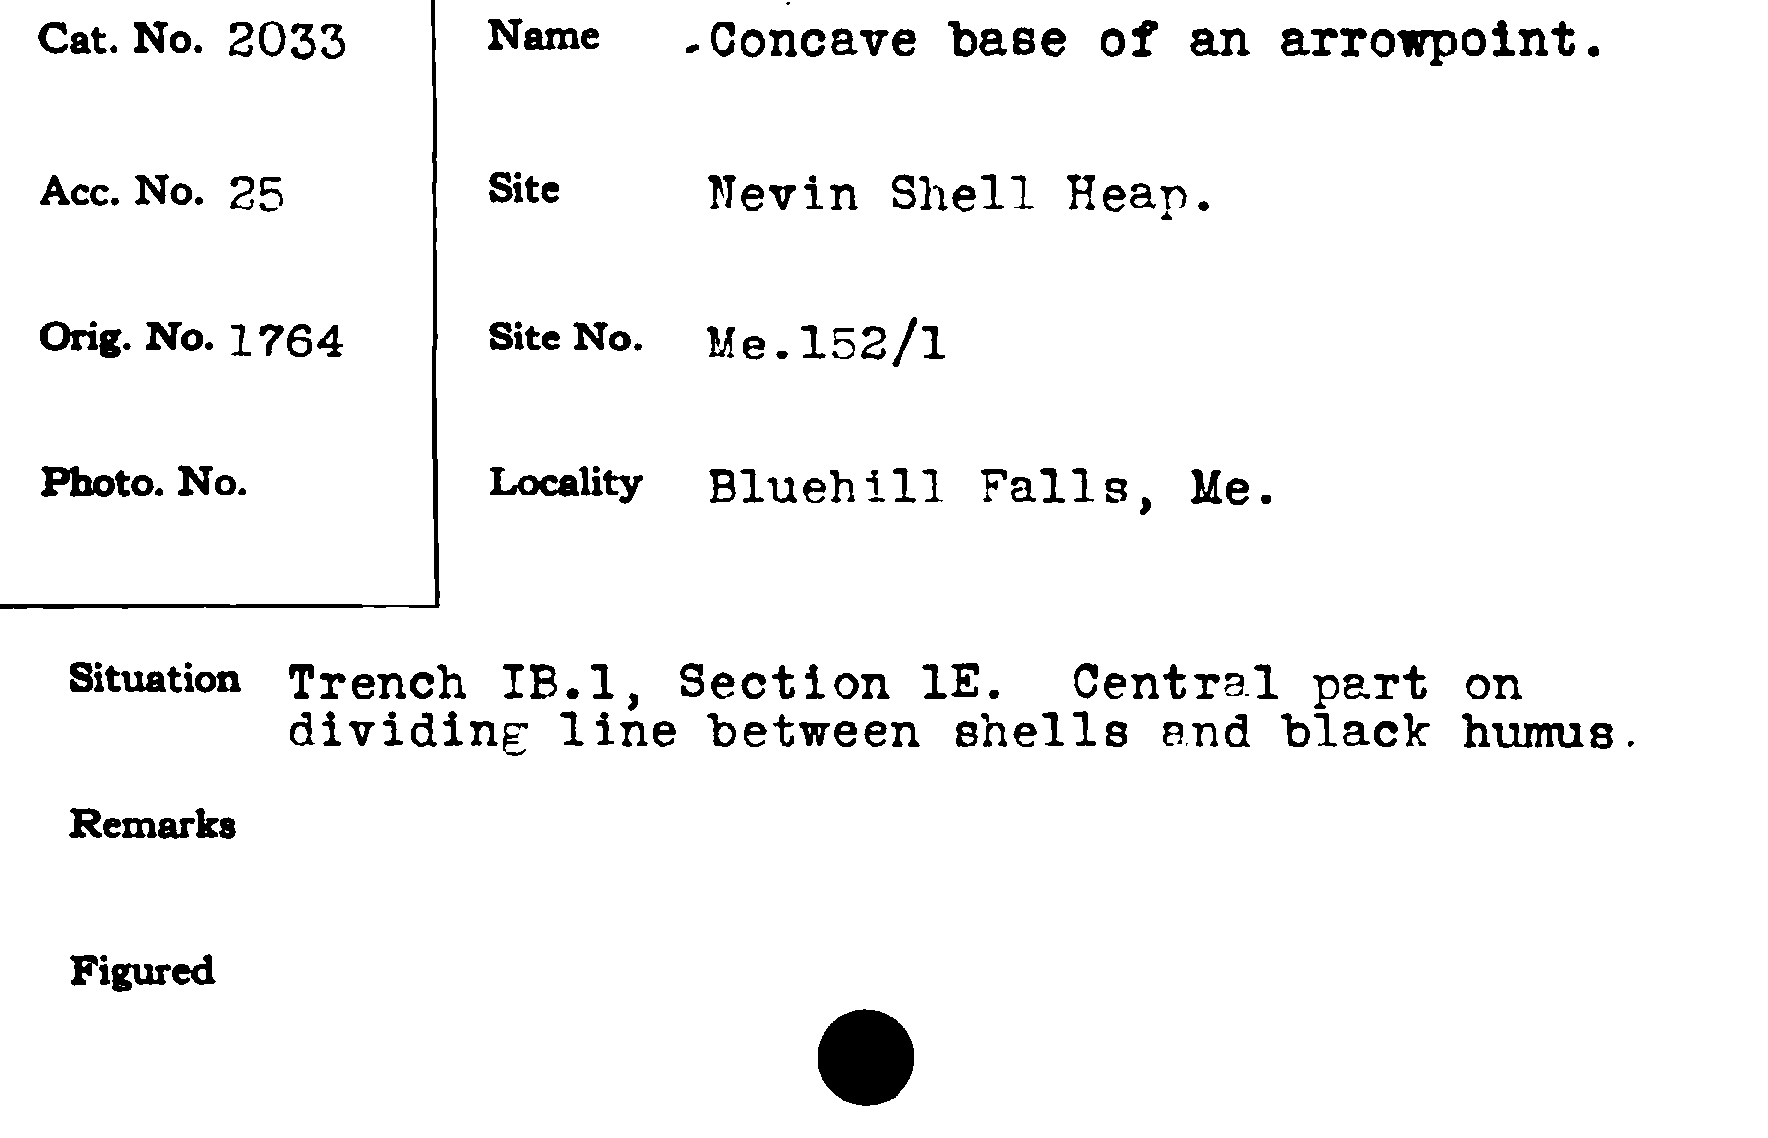 Cat. No. 2033
Name Concave base of an arrowpoint.
Acc. No. 25
Site Nevin Shell Heap.
Orig. No. 1764
Site No. Me.152/1
Photo. No.
Locality Bluehill Falls, Me.
Situation Trench IB.1, Section 1E. Central part on
dividing line between shells and black humus.
Remarks
Figured